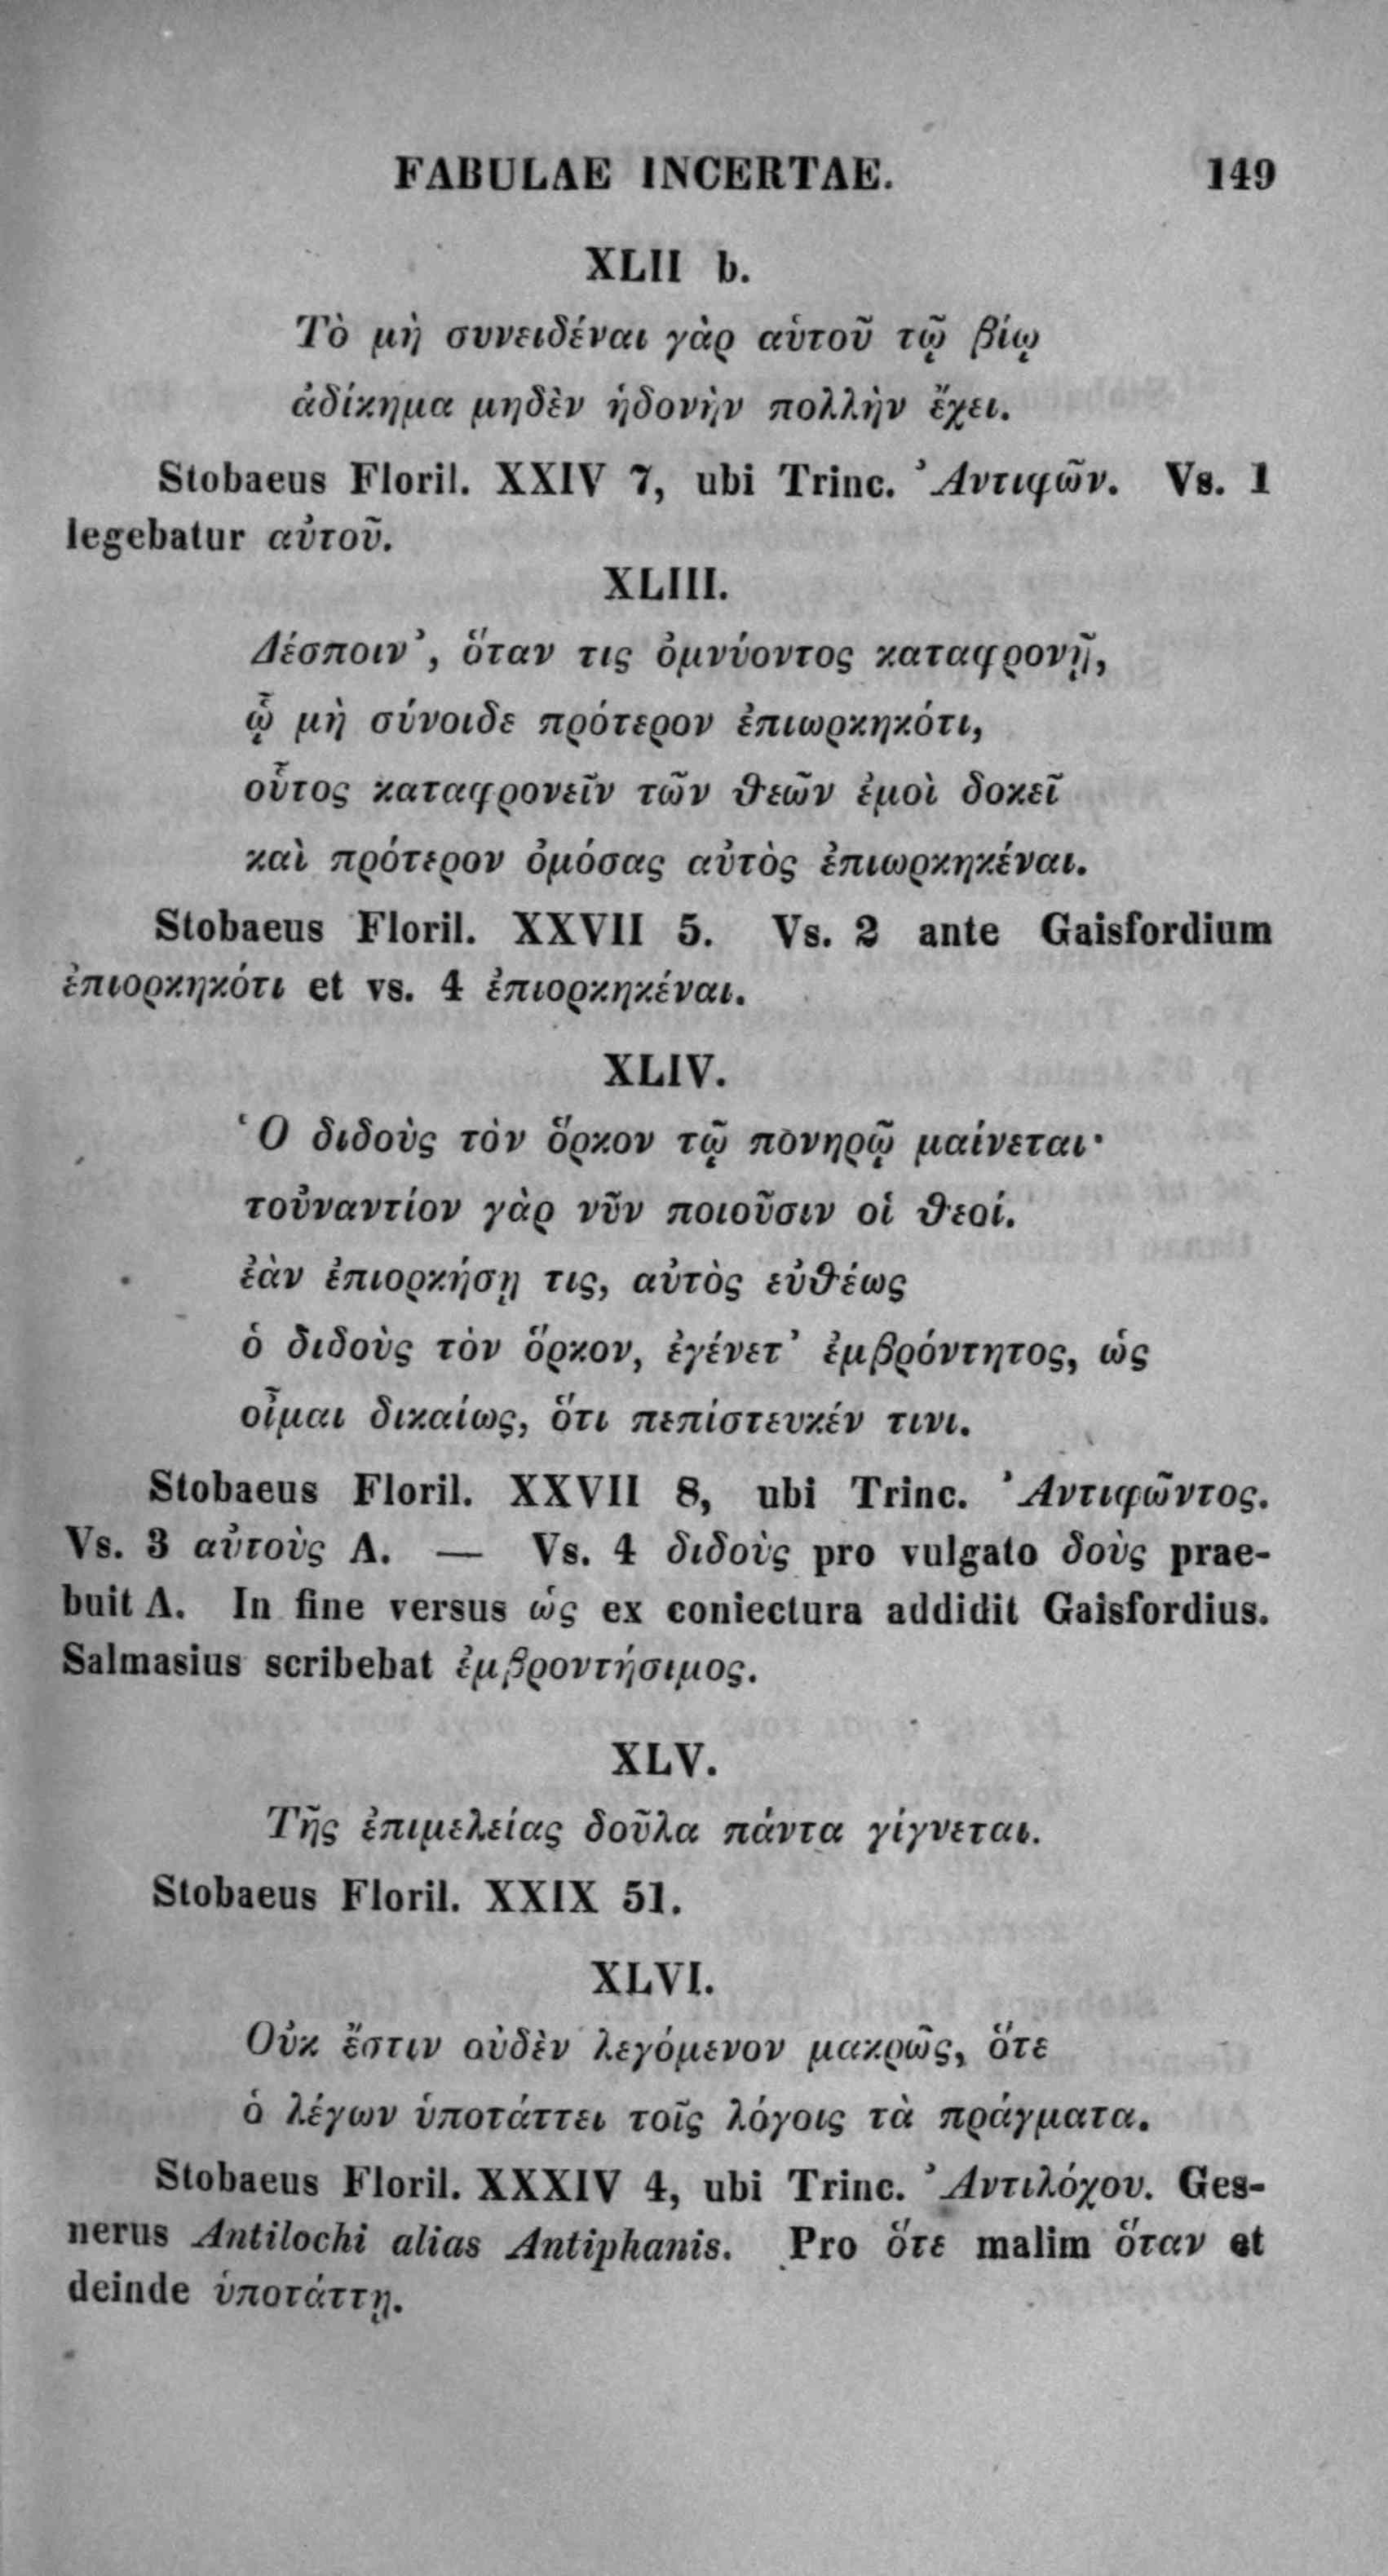 FABULAE INCERTAE. 149
XLII b.
Τὸ μὴ συνειδέναι γὰρ αὑτοῦ τῷ βίῳ
ἀδίκημα μηδὲν ἡδονὴν πολλὴν ἔχει.
Stobaeus Floril. XXIV 7, ubi Trinc. Ἀντιφῶν. Vs. 1
legebatur αὐτοῦ.
XLIII.
Δέσποιν', ὅταν τις ὀμνύοντος καταφρονῇ,
ᾧ μὴ σύνοιδε πρότερον ἐπιωρκηκότι,
οὗτος καταφρονεῖν τῶν θεῶν ἐμοὶ δοκεῖ
καὶ πρότερον ὀμόσας αὐτὸς ἐπιωρκηκέναι.
Stobaeus Floril. XXVII 5. Vs. 2 ante Gaisfordium
ἐπιορκηκότι et vs. 4 ἐπιορκηκέναι.
XLIV.
Ὁ διδοὺς τὸν ὅρκον τῷ πονηρῷ μαίνεται·
τοὐναντίον γὰρ νῦν ποιοῦσιν οἱ θεοί.
ἐὰν ἐπιορκήσῃ τις, αὐτὸς εὐθέως
ὁ διδοὺς τὸν ὅρκον, ἐγένετ' ἐμβρόντητος, ὡς
οἶμαι δικαίως, ὅτι πεπίστευκέν τινι.
Stobaeus Floril. XXVII 8, ubi Trinc. Ἀντιφῶντος.
Vs. 3 αὐτοὺς A. — Vs. 4 διδοὺς pro vulgato δοὺς prae-
buit A. In fine versus ὡς ex coniectura addidit Gaisfordius.
Salmasius scribebat ἐμβροντήσιμος.
XLV.
Τῆς ἐπιμελείας δοῦλα πάντα γίγνεται.
Stobaeus Floril. XXIX 51.
XLVI.
Οὐκ ἔστιν οὐδὲν λεγόμενον μακρῶς, ὅτε
ὁ λέγων ὑποτάττει τοῖς λόγοις τὰ πράγματα.
Stobaeus Floril. XXXIV 4, ubi Trinc. Ἀντιλόχου. Ges-
nerus Antilochi alias Antiphanis. Pro ὅτε malim ὅταν et
deinde ὑποτάττῃ.